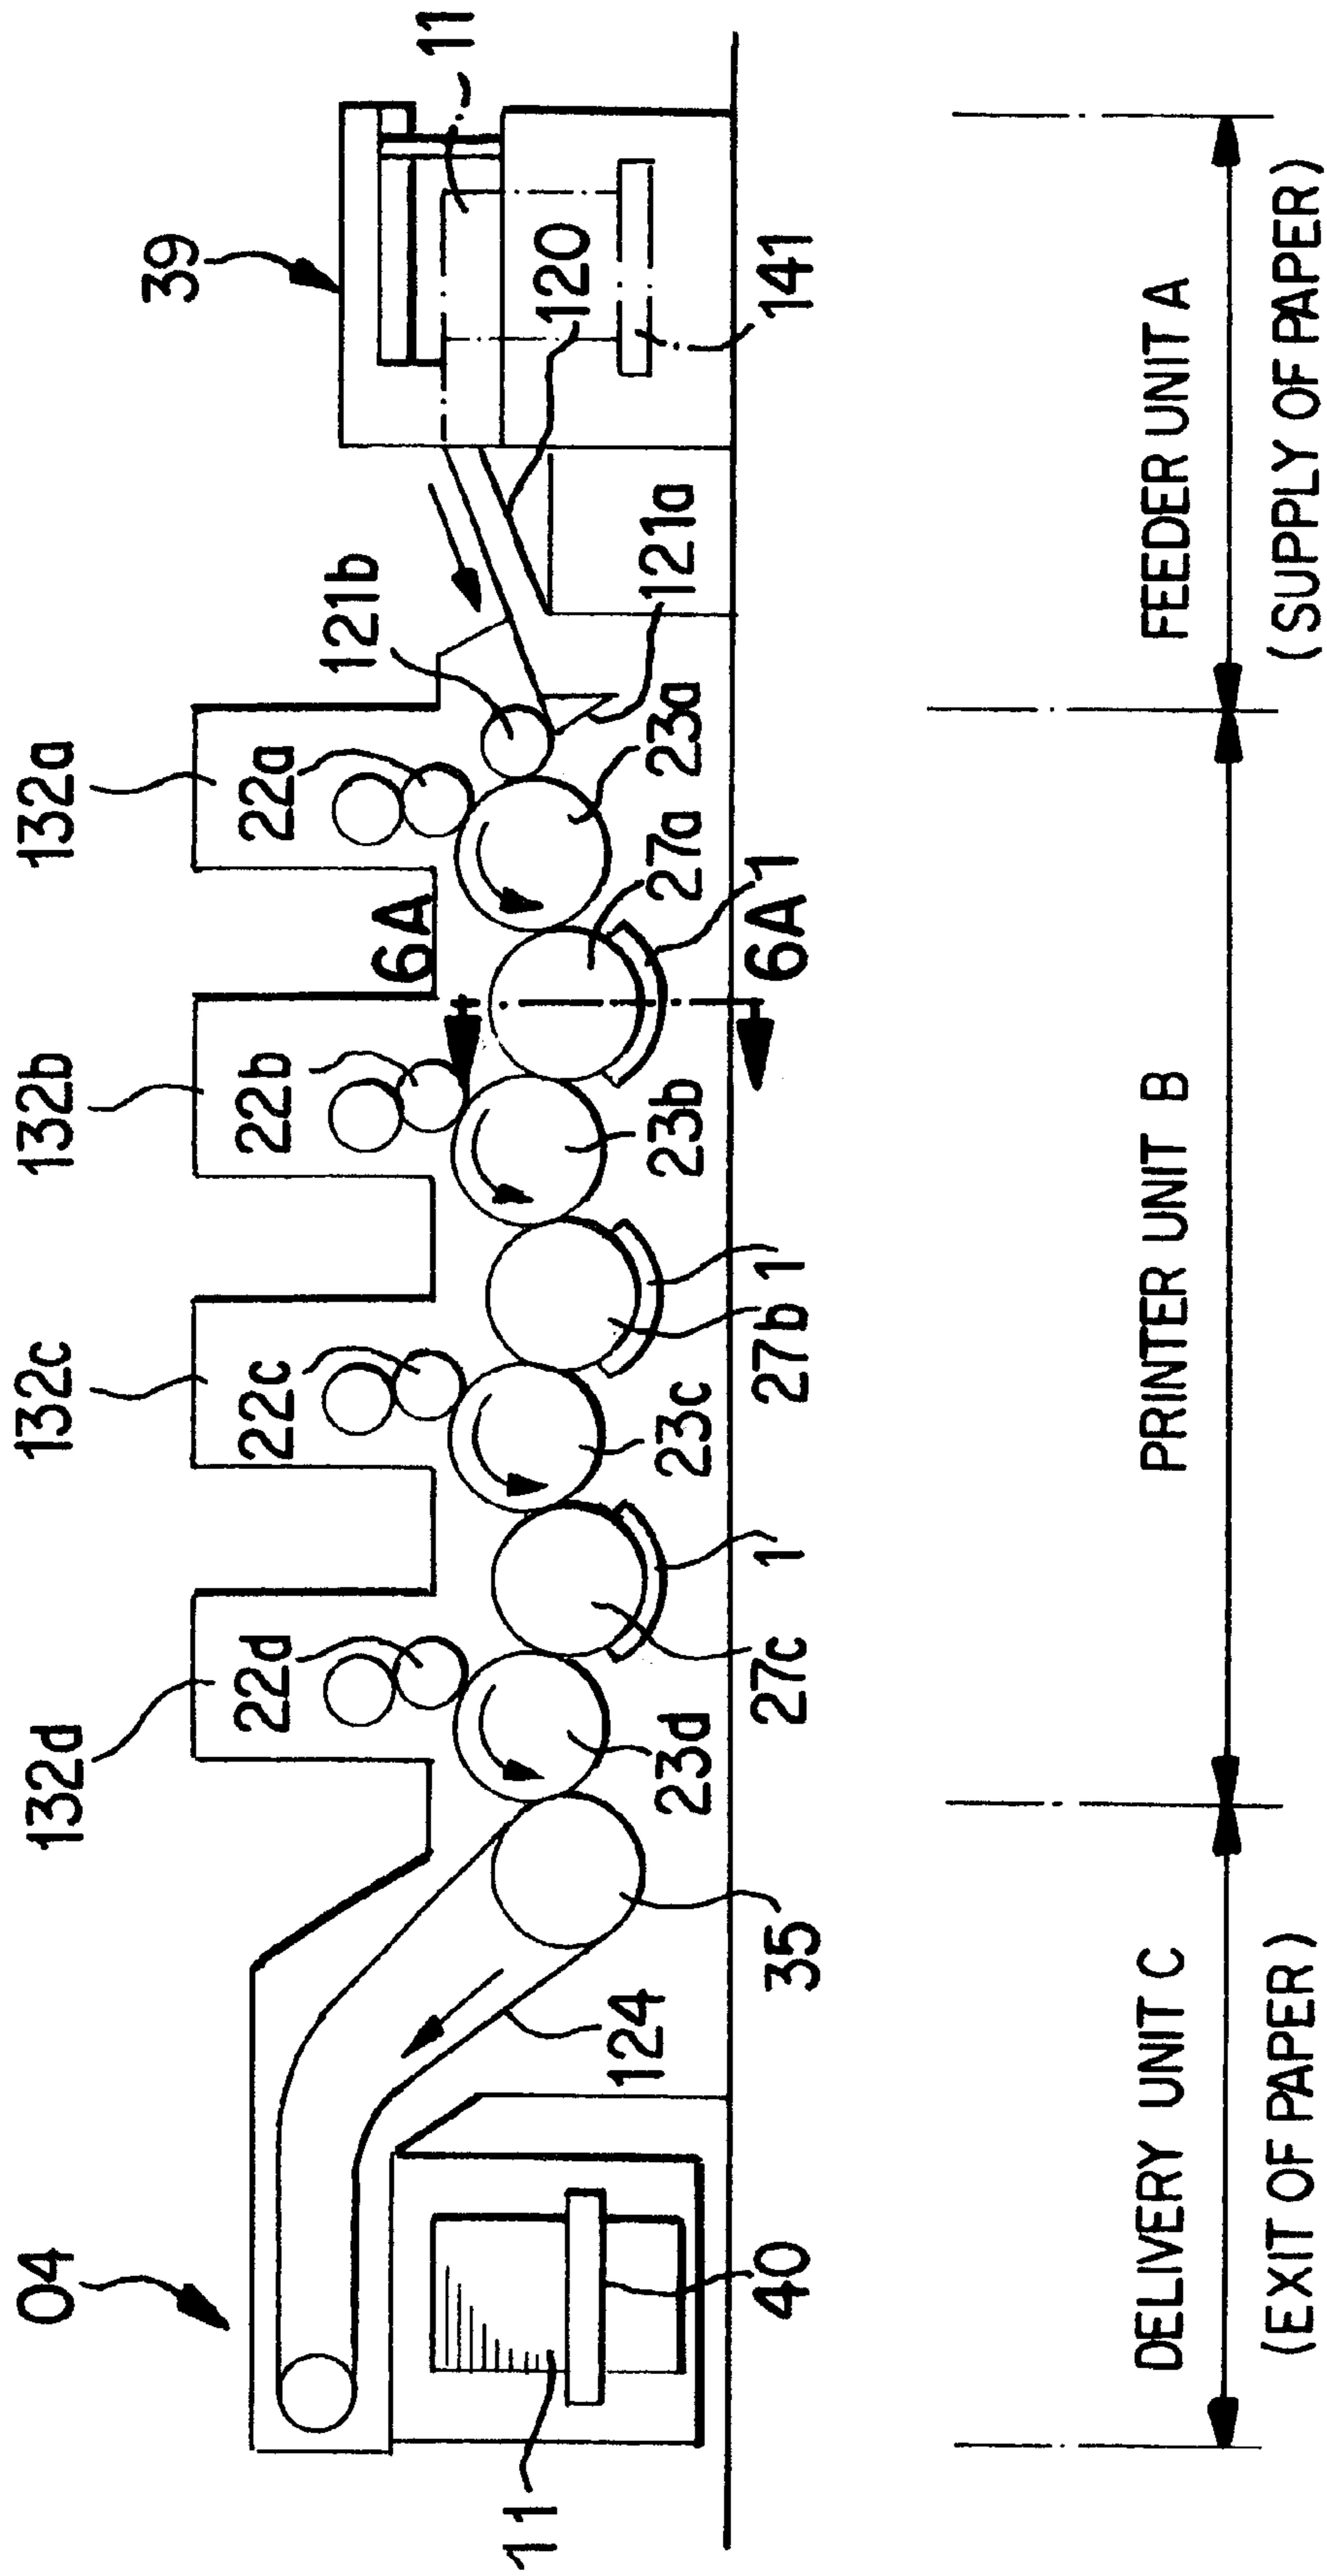 04
132d
132c
132b
132a
39
11
22d
22c
22b
22a
121b
120
6A
11
40
124
35
23d
27c
1
23c
27b
1
23b
6A
1
27a
23a
121a
141
DELIVERY UNIT C
(EXIT OF PAPER)
PRINTER UNIT B
FEEDER UNIT A
(SUPPLY OF PAPER)